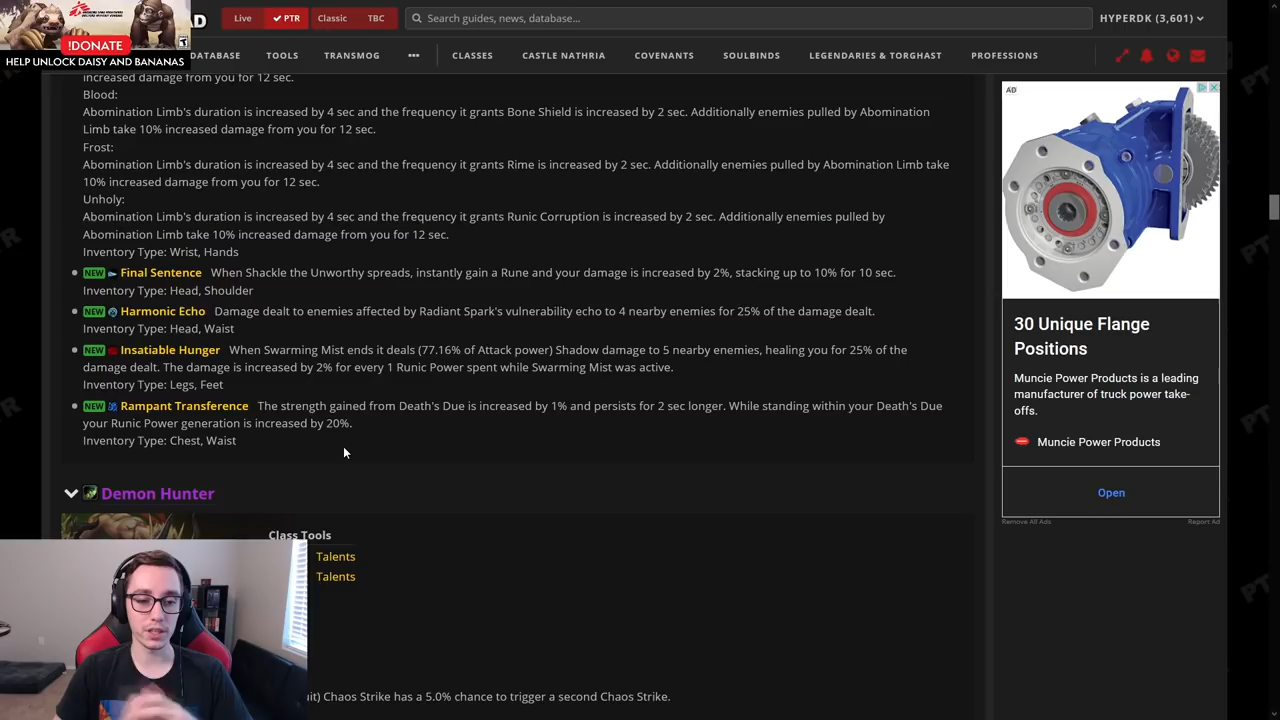 AD
Live
PTR
Classic
TBC
Search guides, news, database...
HYPERDK (3,601)
!DONATE
HELP UNLOCK DAISY AND BANANAS
DATABASE
TOOLS
TRANSMOG
CLASSES
CASTLE NATHRIA
COVENANTS
SOULBINDS
LEGENDARIES & TORGHAST
PROFESSIONS
increased damage from you for 12 sec.
Blood:
Abomination Limb's duration is increased by 4 sec and the frequency it grants Bone Shield is increased by 2 sec. Additionally enemies pulled by Abomination
Limb take 10% increased damage from you for 12 sec.
Frost:
Abomination Limb's duration is increased by 4 sec and the frequency it grants Rime is increased by 2 sec. Additionally enemies pulled by Abomination Limb take
10% increased damage from you for 12 sec.
Unholy:
Abomination Limb's duration is increased by 4 sec and the frequency it grants Runic Corruption is increased by 2 sec. Additionally enemies pulled by
Abomination Limb take 10% increased damage from you for 12 sec.
Inventory Type: Wrist, Hands
NEW Final Sentence When Shackle the Unworthy spreads, instantly gain a Rune and your damage is increased by 2%, stacking up to 10% for 10 sec.
Inventory Type: Head, Shoulder
NEW Harmonic Echo Damage dealt to enemies affected by Radiant Spark's vulnerability echo to 4 nearby enemies for 25% of the damage dealt.
Inventory Type: Head, Waist
NEW Insatiable Hunger When Swarming Mist ends it deals (77.16% of Attack power) Shadow damage to 5 nearby enemies, healing you for 25% of the
damage dealt. The damage is increased by 2% for every 1 Runic Power spent while Swarming Mist was active.
Inventory Type: Legs, Feet
NEW Rampant Transference The strength gained from Death's Due is increased by 1% and persists for 2 sec longer. While standing within your Death's Due
your Runic Power generation is increased by 20%.
Inventory Type: Chest, Waist
Demon Hunter
Class Tools
Talents
Talents
uit) Chaos Strike has a 5.0% chance to trigger a second Chaos Strike.
AD
30 Unique Flange
Positions
Muncie Power Products is a leading
manufacturer of truck power take-
offs.
Muncie Power Products
Open
Remove All Ads
Report Ad